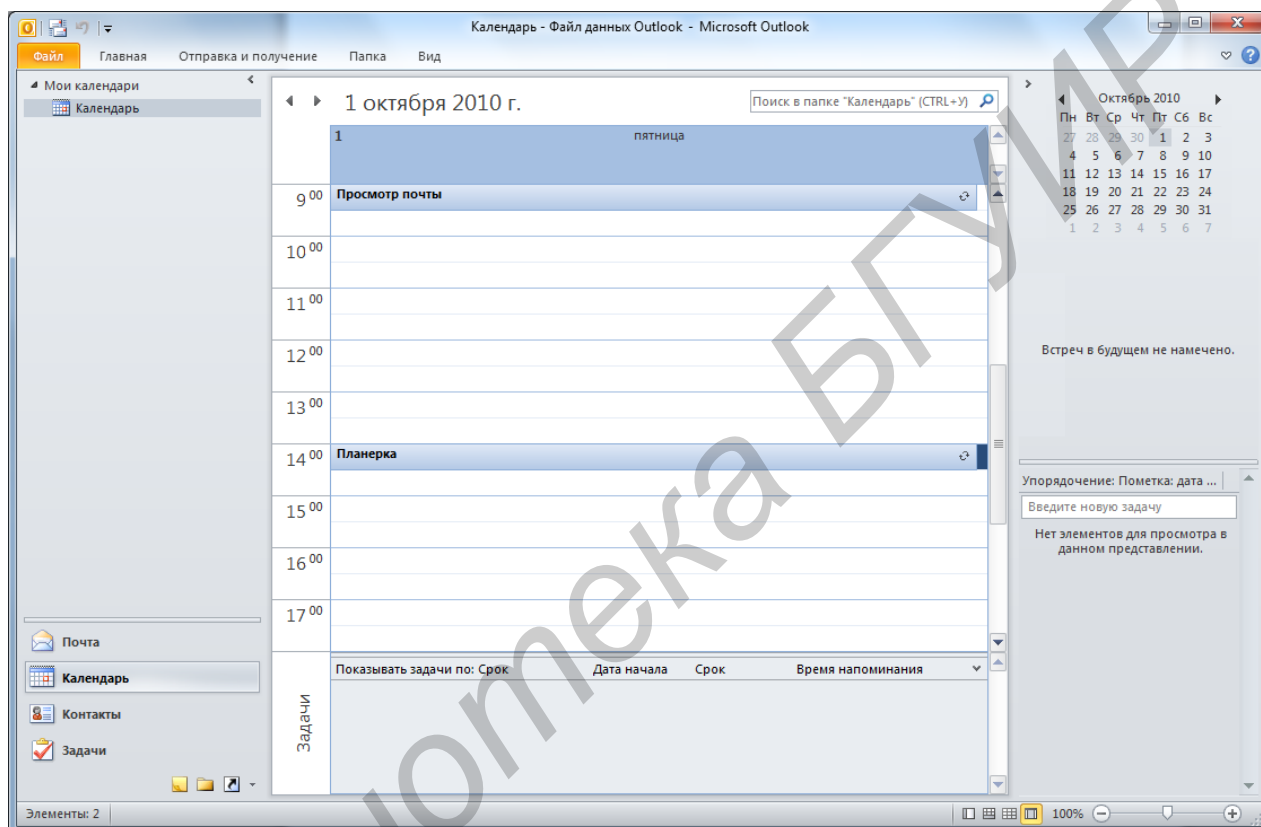 Календарь - Файл данных Outlook - Microsoft Outlook
Файл Главная Отправка и получение Папка Вид
Мои календари
Календарь
1 октября 2010 г.
Поиск в папке "Календарь" (CTRL+У)
1 пятница
9 00 Просмотр почты
10 00
11 00
12 00
13 00
14 00 Планерка
15 00
16 00
17 00
Показывать задачи по: Срок Дата начала Срок Время напоминания
Задачи
Октябрь 2010
Пн Вт Ср Чт Пт Сб Вс
27 28 29 30 1 2 3
4 5 6 7 8 9 10
11 12 13 14 15 16 17
18 19 20 21 22 23 24
25 26 27 28 29 30 31
1 2 3 4 5 6 7
Встреч в будущем не намечено.
Упорядочение: Пометка: дата ...
Введите новую задачу
Нет элементов для просмотра в
данном представлении.
Почта
Календарь
Контакты
Задачи
Элементы: 2
100%
отека БГУИР